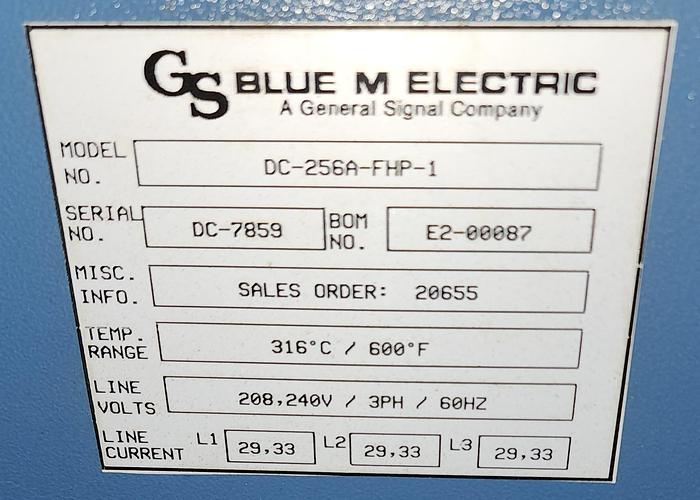 GS BLUE M ELECTRIC
A General Signal Company
MODEL NO. DC-256A-FHP-1
SERIAL NO. DC-7859 BOM NO. E2-00087
MISC. INFO. SALES ORDER: 20655
TEMP. RANGE 316°C / 600°F
LINE VOLTS 208,240V / 3PH / 60HZ
LINE CURRENT L1 29,33 L2 29,33 L3 29,33